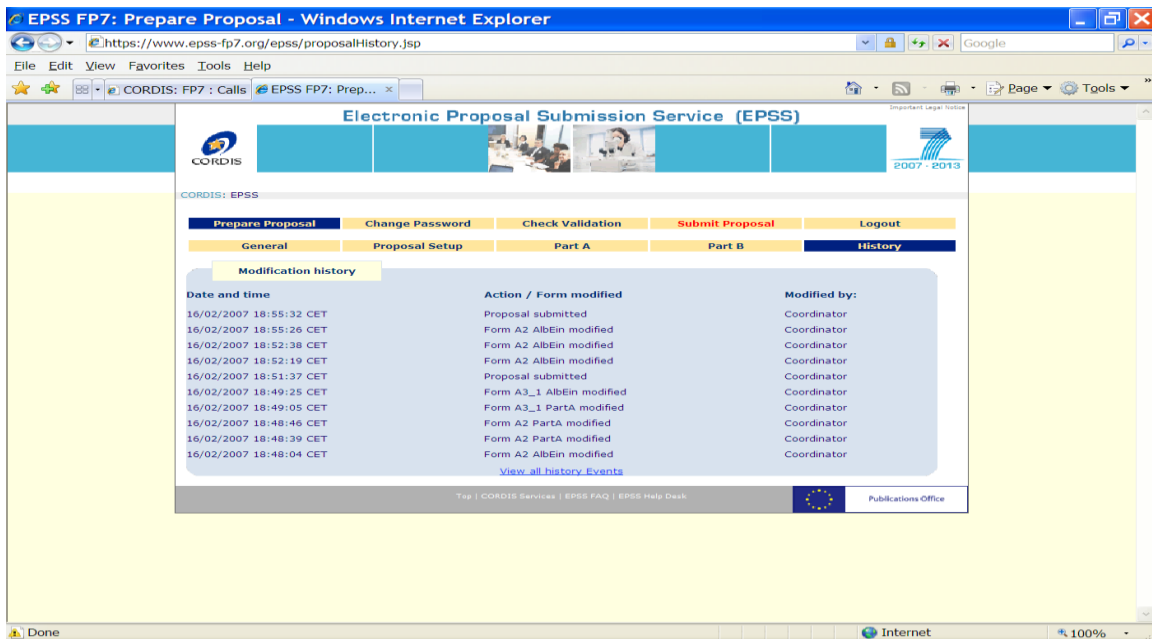 EPSS FP7: Prepare Proposal - Windows Internet Explorer
https://www.epss-fp7.org/epss/proposalHistory.jsp Google
File Edit View Favorites Tools Help
CORDIS: FP7 : Calls EPSS FP7: Prep... × Page Tools »
Important Legal Notice
Electronic Proposal Submission Service (EPSS)
CORDIS
2007 - 2013
CORDIS: EPSS
Prepare Proposal Change Password Check Validation Submit Proposal Logout
General Proposal Setup Part A Part B History
Modification history
Date and time Action / Form modified Modified by:
16/02/2007 18:55:32 CET Proposal submitted Coordinator
16/02/2007 18:55:26 CET Form A2 AlbEin modified Coordinator
16/02/2007 18:52:38 CET Form A2 AlbEin modified Coordinator
16/02/2007 18:52:19 CET Form A2 AlbEin modified Coordinator
16/02/2007 18:51:37 CET Proposal submitted Coordinator
16/02/2007 18:49:25 CET Form A3_1 AlbEin modified Coordinator
16/02/2007 18:49:05 CET Form A3_1 PartA modified Coordinator
16/02/2007 18:48:46 CET Form A2 PartA modified Coordinator
16/02/2007 18:48:39 CET Form A2 PartA modified Coordinator
16/02/2007 18:48:04 CET Form A2 AlbEin modified Coordinator
View all history Events
Top | CORDIS Services | EPSS FAQ | EPSS Help Desk
Publications Office
Done Internet 100%